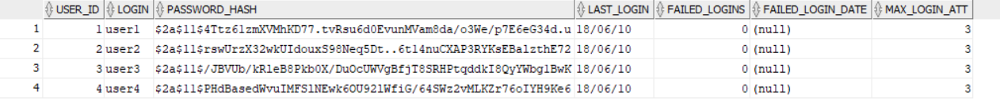 USER_ID LOGIN PASSWORD_HASH LAST_LOGIN FAILED_LOGINS FAILED_LOGIN_DATE MAX_LOGIN_ATT
1 1 user1 $2a$11$4Ttz61zmXVMhKD77.tvRsu6d0EvunMVam8da/o3We/p7E6eG34d.u 18/06/10 0 (null) 3
2 2 user2 $2a$11$rswUrzX32wkUIdouxS98Neq5Dt..6tl4nuCXAP3RYKsEBalzthE72 18/06/10 0 (null) 3
3 3 user3 $2a$11$/JBVUb/kRleB8Pkb0X/DuOcUWVgBfjT8SRHPtqddkI8QyYWbglBwK 18/06/10 0 (null) 3
4 4 user4 $2a$11$PHdBasedWvuIMFSlNEwk6OU921WfiG/64SWz2vMLKZr76oIYH9Ke6 18/06/10 0 (null) 3